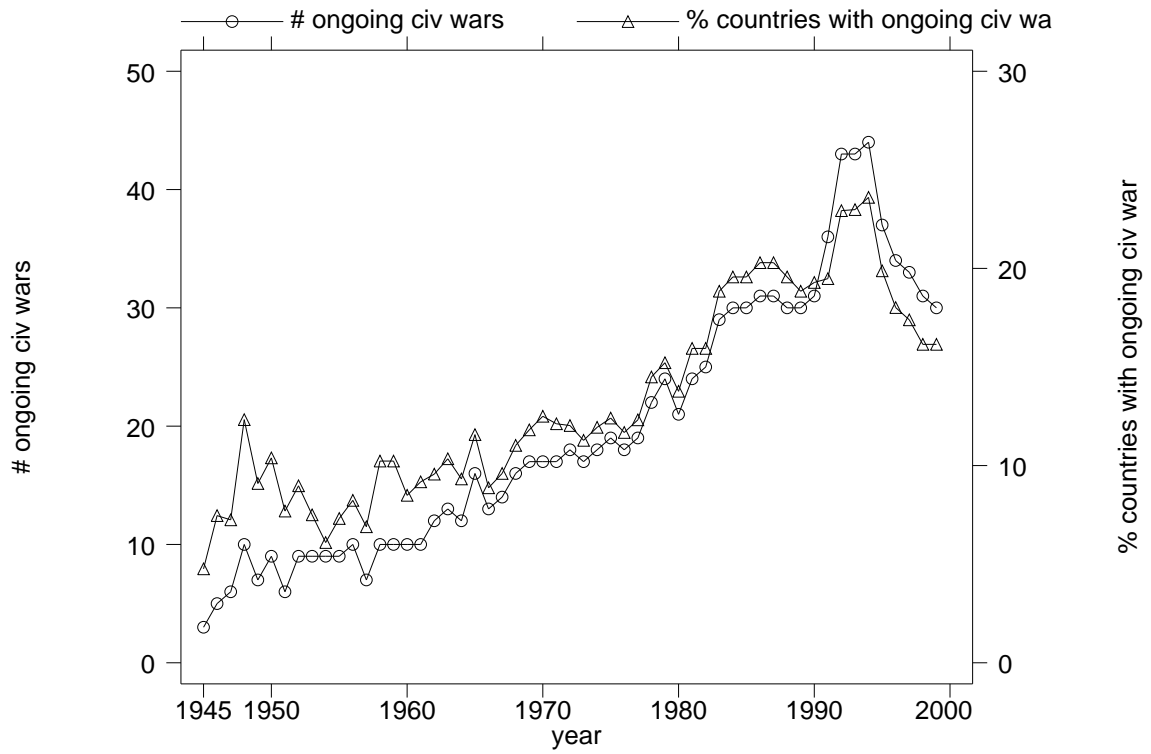 # ongoing civ wars
% countries with ongoing civ wa
50
40
30
20
10
0
# ongoing civ wars
30
20
10
0
% countries with ongoing civ war
1945 1950 1960 1970 1980 1990 2000
year